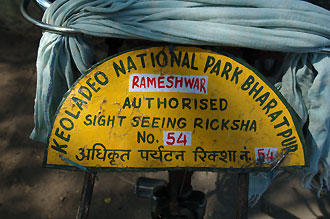 KEOLADEO NATIONAL PARK BHARATPUR
RAMESHWAR
AUTHORISED
SIGHT SEEING RICKSHA
NO. 54
अधिकृत पर्यटन रिक्शा नं. 54